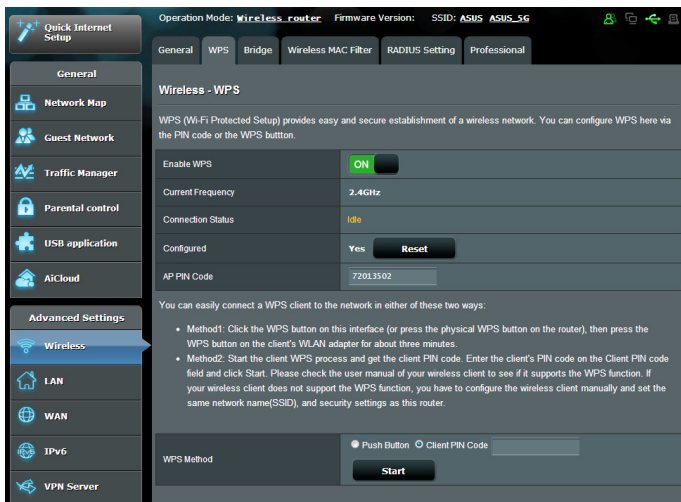 Operation Mode: Wireless router Firmware Version: SSID: ASUS ASUS_5G
Quick Internet
Setup
General WPS Bridge Wireless MAC Filter RADIUS Setting Professional
General
Network Map
Guest Network
Traffic Manager
Parental control
USB application
AiCloud
Advanced Settings
Wireless
LAN
WAN
IPv6
VPN Server
Wireless - WPS
WPS (Wi-Fi Protected Setup) provides easy and secure establishment of a wireless network. You can configure WPS here via
the PIN code or the WPS buttton.
Enable WPS ON
Current Frequency 2.4GHz
Connection Status Idle
Configured Yes Reset
AP PIN Code 72013502
You can easily connect a WPS client to the network in either of these two ways:
• Method1: Click the WPS button on this interface (or press the physical WPS button on the router), then press the
WPS button on the client's WLAN adapter for about three minutes.
• Method2: Start the client WPS process and get the client PIN code. Enter the client's PIN code on the Client PIN code
field and click Start. Please check the user manual of your wireless client to see if it supports the WPS function. If
your wireless client does not support the WPS function, you have to configure the wireless client manually and set the
same network name(SSID), and security settings as this router.
WPS Method Push Button Client PIN Code
Start